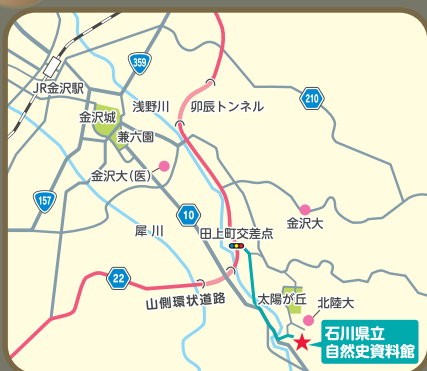 359
JR金沢駅
210
浅野川
卯辰トンネル
金沢城
兼六園
金沢大(医)
157
10
金沢大
犀川
田上町交差点
22
山側環状道路
太陽が丘
北陸大
石川県立
自然史資料館